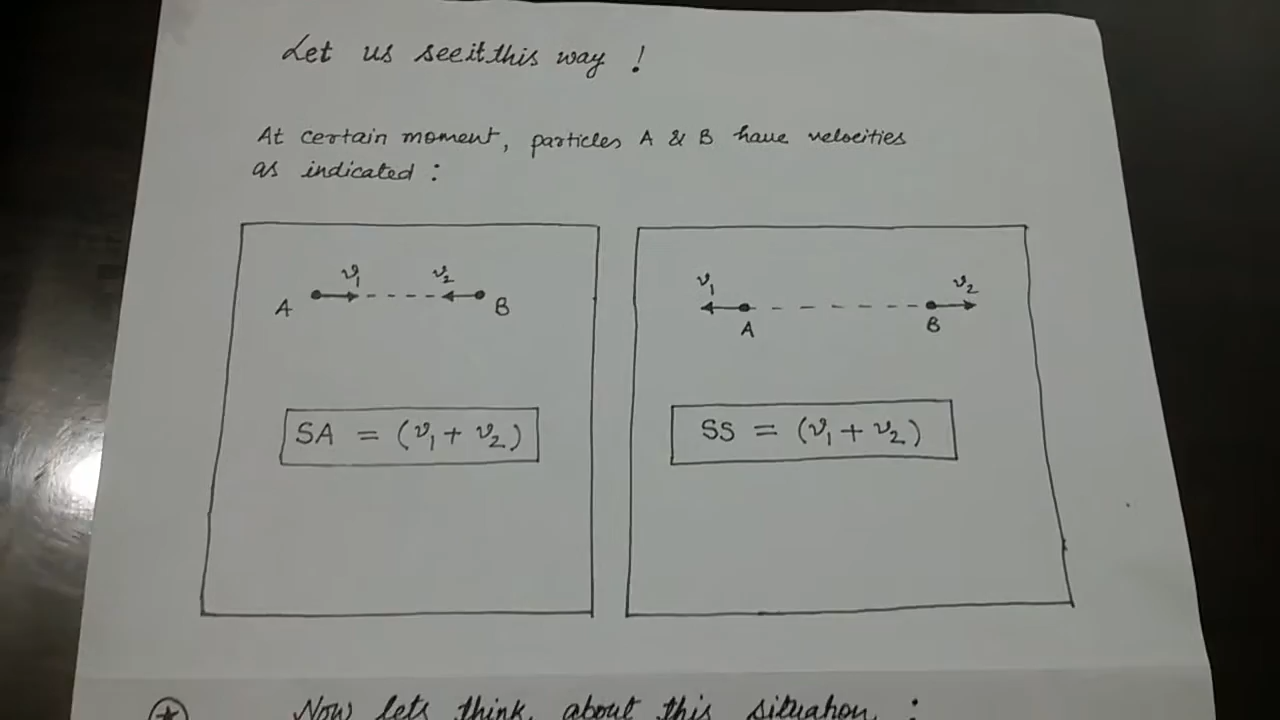 Let us see it this way !
At certain moment, particles A & B have velocities
as indicated :
v₁ v₂
A B
SA = (v₁ + v₂)
v₁ v₂
A B
SS = (v₁ + v₂)
Now lets think about this situation :